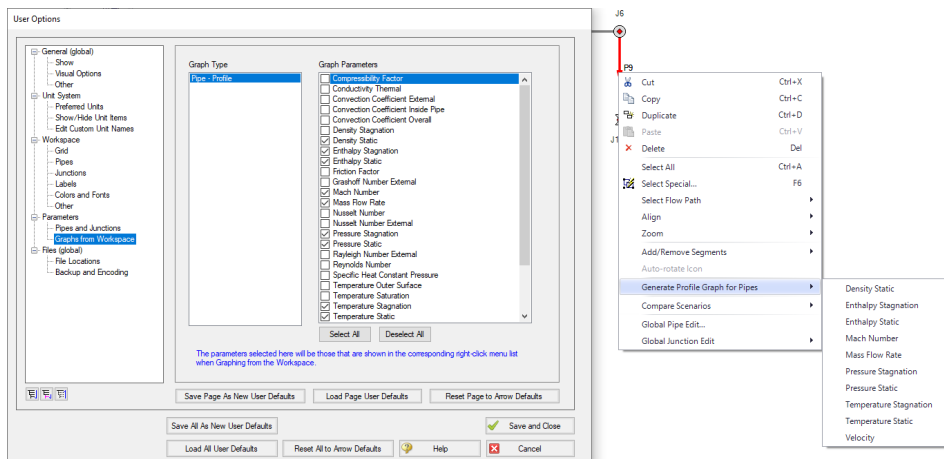 User Options
General (global)
Show
Visual Options
Other
Unit System
Preferred Units
Show/Hide Unit Items
Edit Custom Unit Names
Workspace
Grid
Pipes
Junctions
Labels
Colors and Fonts
Other
Parameters
Pipes and Junctions
Graphs from Workspace
Files (global)
File Locations
Backup and Encoding
Graph Type
Pipe - Profile
Graph Parameters
Compressibility Factor
Conductivity Thermal
Convection Coefficient External
Convection Coefficient Inside Pipe
Convection Coefficient Overall
Density Stagnation
Density Static
Enthalpy Stagnation
Enthalpy Static
Friction Factor
Grashoff Number External
Mach Number
Mass Flow Rate
Nusselt Number
Nusselt Number External
Pressure Stagnation
Pressure Static
Rayleigh Number External
Reynolds Number
Specific Heat Constant Pressure
Temperature Outer Surface
Temperature Saturation
Temperature Stagnation
Temperature Static
Select All Deselect All
The parameters selected here will be those that are shown in the corresponding right-click menu list
when Graphing from the Workspace.
Save Page As New User Defaults Load Page User Defaults Reset Page to Arrow Defaults
Save All As New User Defaults Save and Close
Load All User Defaults Reset All to Arrow Defaults Help Cancel
J6
P9
J1
Cut Ctrl+X
Copy Ctrl+C
Duplicate Ctrl+D
Paste Ctrl+V
Delete Del
Select All Ctrl+A
Select Special... F6
Select Flow Path
Align
Zoom
Add/Remove Segments
Auto-rotate Icon
Generate Profile Graph for Pipes
Compare Scenarios
Global Pipe Edit...
Global Junction Edit
Density Static
Enthalpy Stagnation
Enthalpy Static
Mach Number
Mass Flow Rate
Pressure Stagnation
Pressure Static
Temperature Stagnation
Temperature Static
Velocity